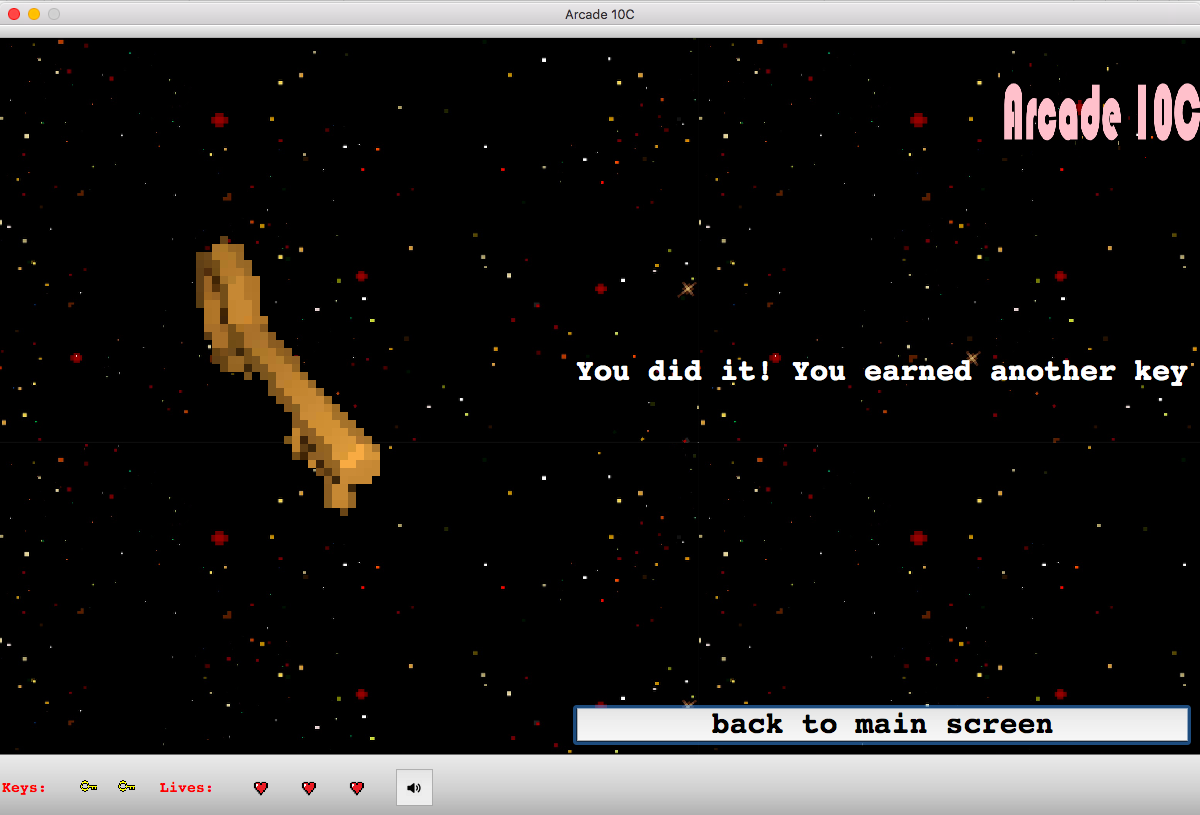 Arcade 10C
Arcade 10C
You did it! You earned another key
back to main screen
Keys:
Lives: